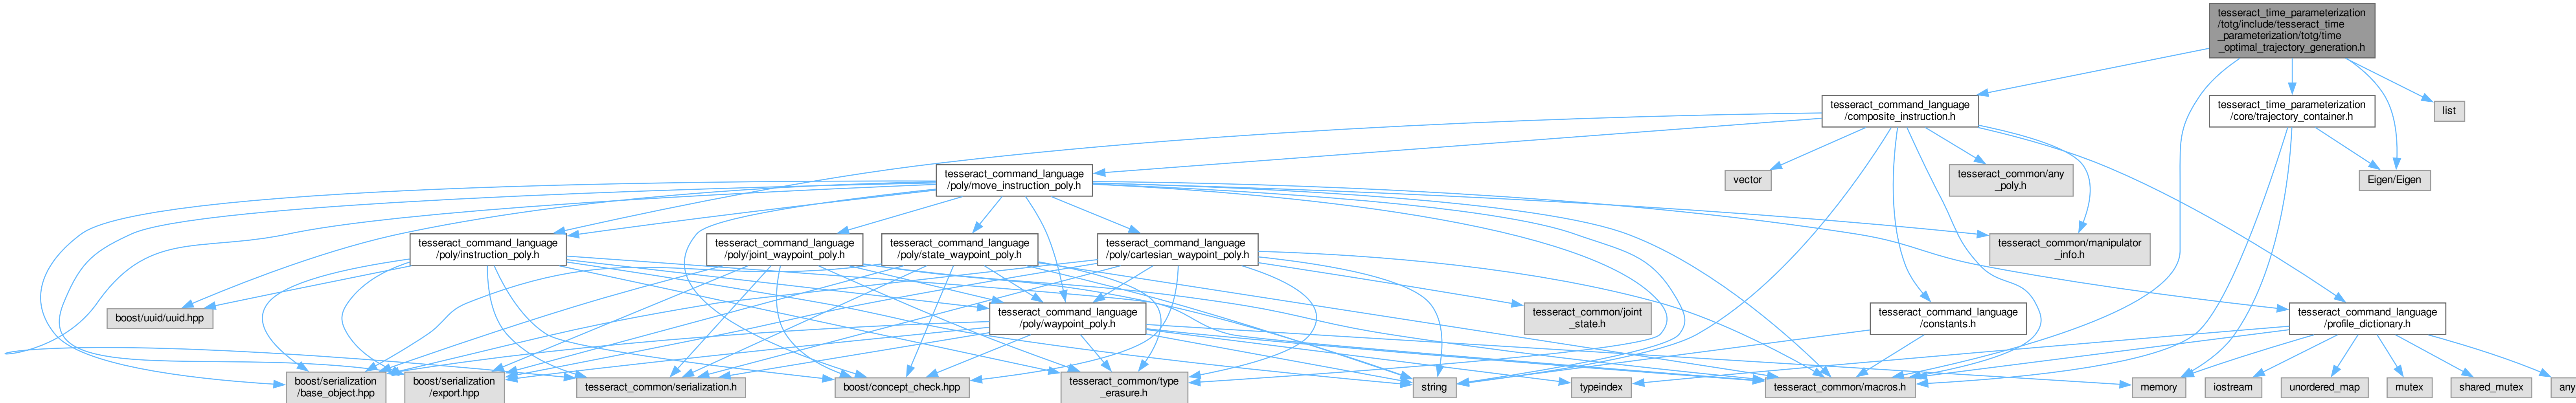 tesseract_time_parameterization
/totg/include/tesseract_time
_parameterization/totg/time
_optimal_trajectory_generation.h
tesseract_command_language
/composite_instruction.h
tesseract_time_parameterization
/core/trajectory_container.h
list
tesseract_command_language
/poly/move_instruction_poly.h
vector
tesseract_common/any
_poly.h
Eigen/Eigen
tesseract_command_language
/poly/instruction_poly.h
tesseract_command_language
/poly/joint_waypoint_poly.h
tesseract_command_language
/poly/state_waypoint_poly.h
tesseract_command_language
/poly/cartesian_waypoint_poly.h
tesseract_common/manipulator
_info.h
boost/uuid/uuid.hpp
tesseract_command_language
/poly/waypoint_poly.h
tesseract_common/joint
_state.h
tesseract_command_language
/constants.h
tesseract_command_language
/profile_dictionary.h
boost/serialization
/base_object.hpp
boost/serialization
/export.hpp
tesseract_common/serialization.h
boost/concept_check.hpp
tesseract_common/type
_erasure.h
string
typeindex
tesseract_common/macros.h
memory
iostream
unordered_map
mutex
shared_mutex
any